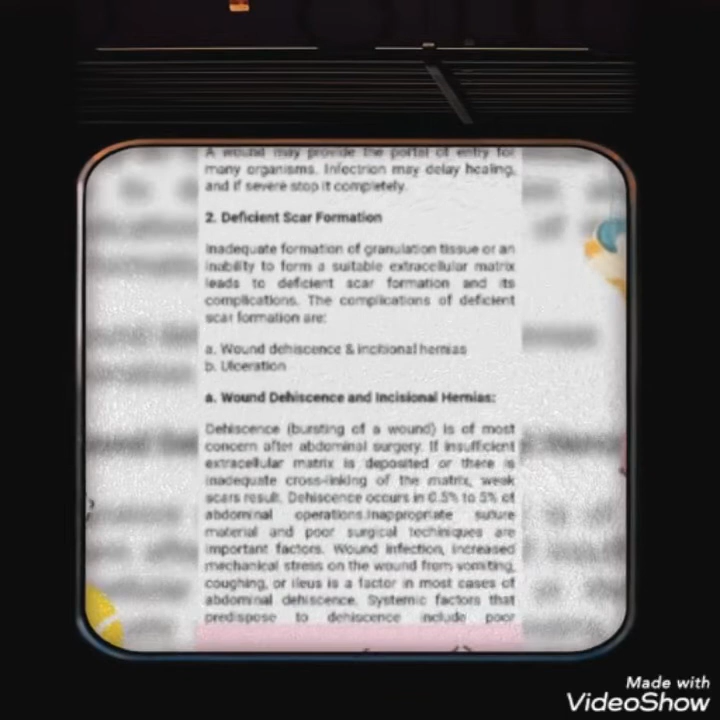 A wound may provide the portal of entry for
many organisms. Infectrion may delay healing,
and if severe stop it completely.
2. Deficient Scar Formation
Inadequate formation of granulation tissue or an
inability to form a suitable extracellular matrix
leads to deficient scar formation and its
complications. The complications of deficient
scar formation are:
a. Wound dehiscence & incitional hernias
b. Ulceration
a. Wound Dehiscence and Incisional Hernias:
Dehiscence (bursting of a wound) is of most
concern after abdominal surgery. If insufficient
extracellular matrix is deposited or there is
inadequate cross-linking of the matrix, weak
scars result. Dehiscence occurs in 0.5% to 5% of
abdominal operations.Inappropriate suture
material and poor surgical techniques are
important factors. Wound infection, increased
mechanical stress on the wound from vomiting,
coughing, or ileus is a factor in most cases of
abdominal dehiscence. Systemic factors that
predispose to dehiscence include poor
Made with
VideoShow